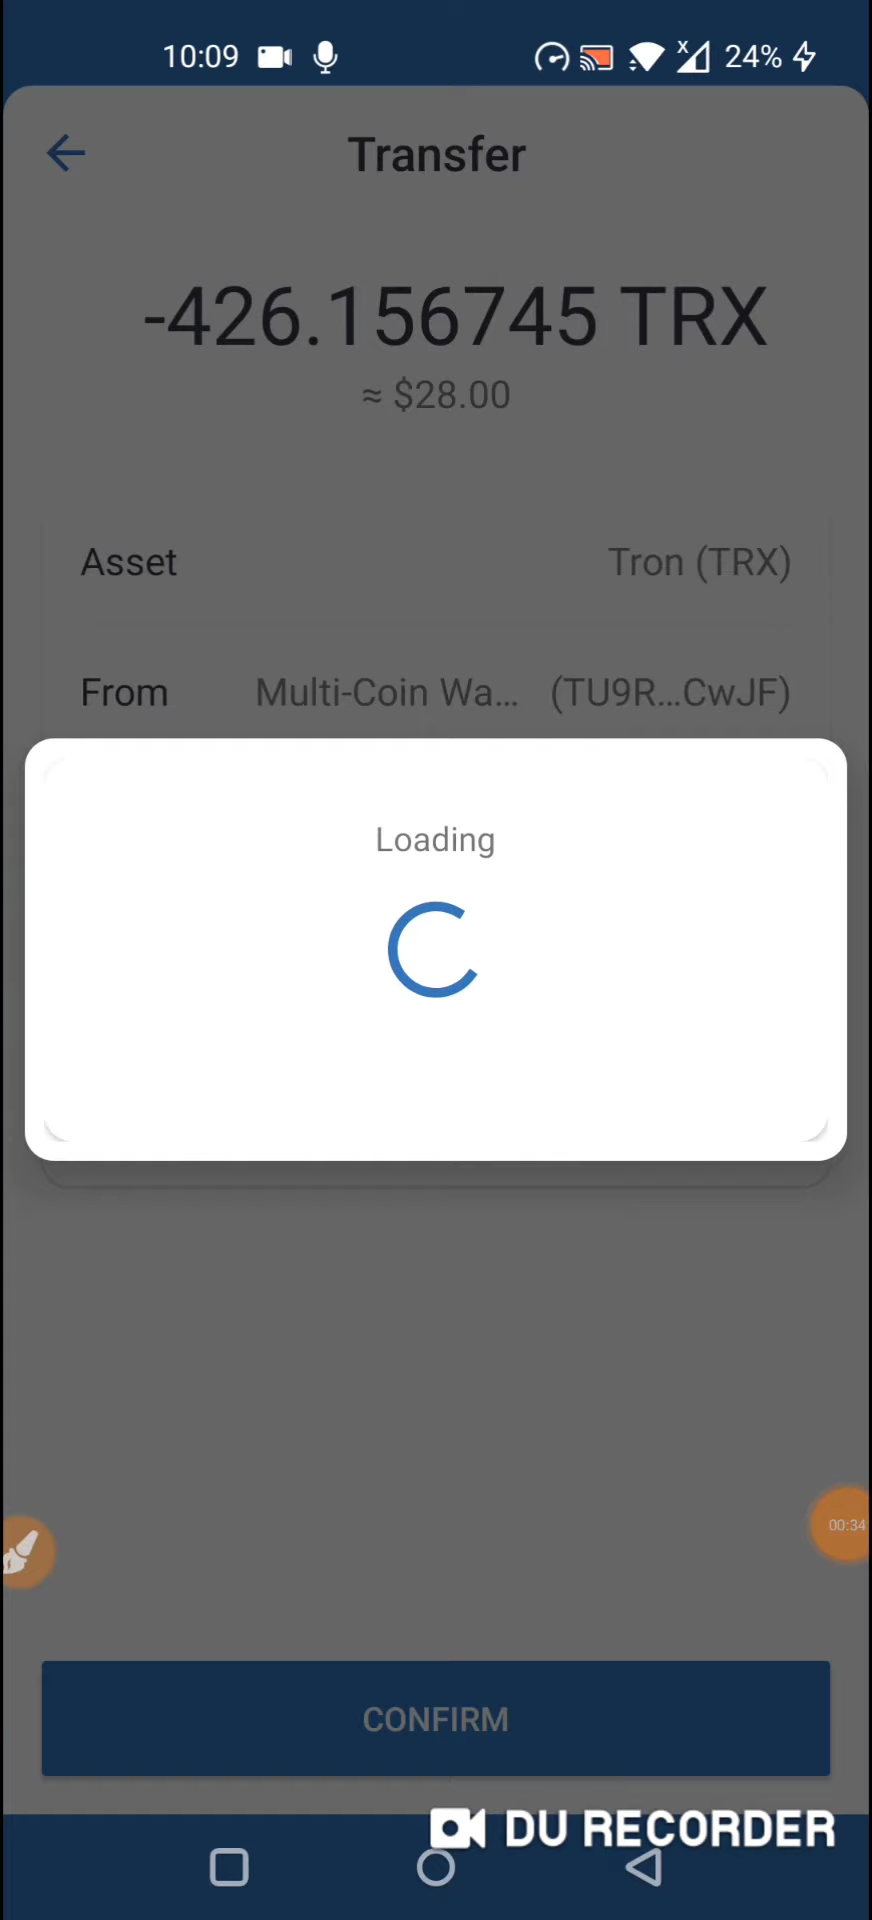 10:09
24%
Transfer
-426.156745 TRX
≈ $28.00
Asset Tron (TRX)
From Multi-Coin Wa... (TU9R...CwJF)
Loading
00:34
CONFIRM
DU RECORDER